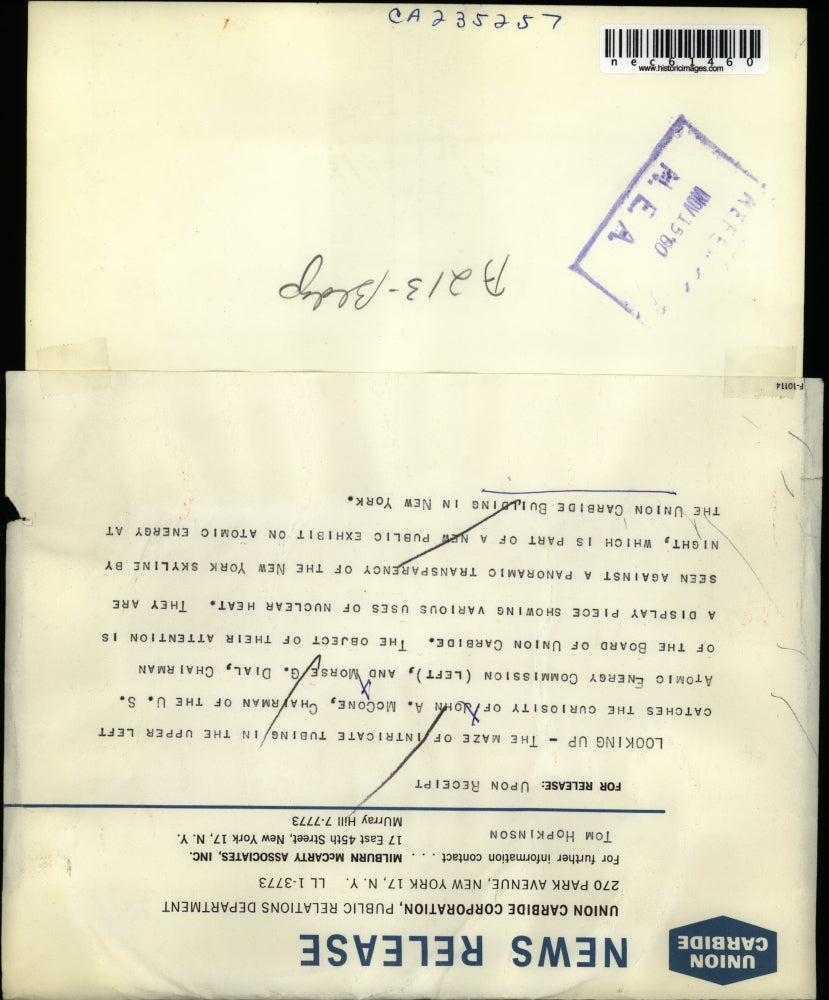 CA235257
nec61460
www.historicimages.com
NOV 15 '60
N.E.A
A213-Bldgs
UNION
CARBIDE
NEWS RELEASE
UNION CARBIDE CORPORATION, PUBLIC RELATIONS DEPARTMENT
270 PARK AVENUE, NEW YORK 17, N. Y. LL 1-3773
For further information contact . . . . MILBURN McCARTY ASSOCIATES, INC.
TOM HOPKINSON 17 East 45th Street, New York 17, N. Y.
Murray Hill 7-7773
FOR RELEASE: UPON RECEIPT
LOOKING UP - THE MAZE OF INTRICATE TUBING IN THE UPPER LEFT
CATCHES THE CURIOSITY OF JOHN A. MCCONE, CHAIRMAN OF THE U. S.
ATOMIC ENERGY COMMISSION (LEFT), AND MORSE G. DIAL, CHAIRMAN
OF THE BOARD OF UNION CARBIDE. THE OBJECT OF THEIR ATTENTION IS
A DISPLAY PIECE SHOWING VARIOUS USES OF NUCLEAR HEAT. THEY ARE
SEEN AGAINST A PANORAMIC TRANSPARENCY OF THE NEW YORK SKYLINE BY
NIGHT, WHICH IS PART OF A NEW PUBLIC EXHIBIT ON ATOMIC ENERGY AT
THE UNION CARBIDE BUILDING IN NEW YORK.
F-10114